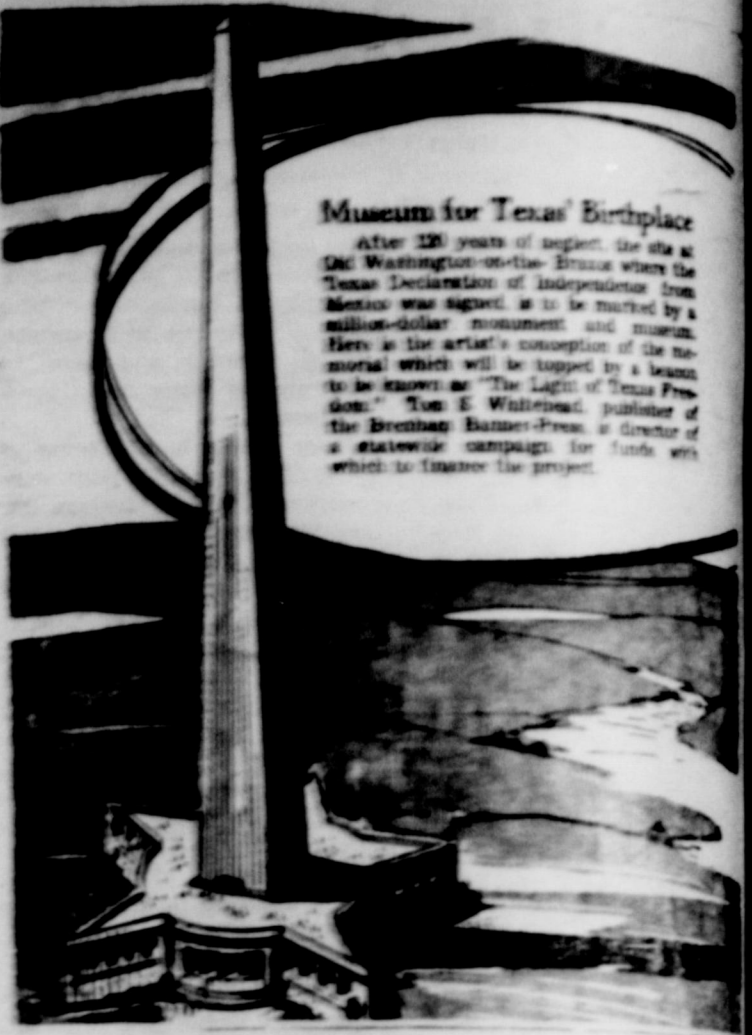 Museum for Texas' Birthplace
After 120 years of neglect, the site at
Old Washington-on-the- Brazos where the
Texas Declaration of Independence from
Mexico was signed, is to be marked by a
million-dollar monument and museum.
Here is the artist's conception of the me-
morial which will be topped by a beacon
to be known as "The Light of Texas Free-
dom." Tom E. Whitehead, publisher of
the Brenham Banner-Press, is director of
a statewide campaign for funds with
which to finance the project.